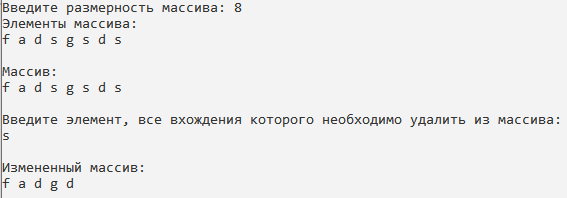 Введите размерность массива: 8
Элементы массива:
f a d s g s d s
Массив:
f a d s g s d s
Введите элемент, все вхождения которого необходимо удалить из массива:
s
Измененный массив:
f a d g d